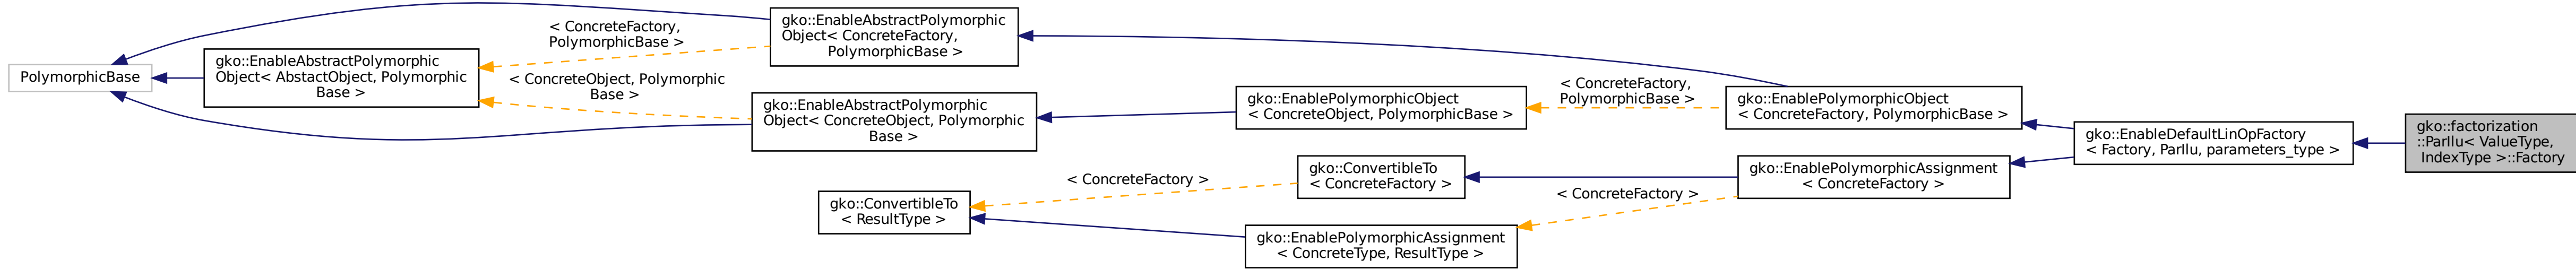 PolymorphicBase
gko::EnableAbstractPolymorphic
Object< AbstactObject, Polymorphic
Base >
< ConcreteFactory,
PolymorphicBase >
< ConcreteObject, Polymorphic
Base >
gko::EnableAbstractPolymorphic
Object< ConcreteFactory,
PolymorphicBase >
gko::EnableAbstractPolymorphic
Object< ConcreteObject, Polymorphic
Base >
gko::ConvertibleTo
< ResultType >
< ConcreteFactory >
gko::EnablePolymorphicObject
< ConcreteObject, PolymorphicBase >
gko::ConvertibleTo
< ConcreteFactory >
gko::EnablePolymorphicAssignment
< ConcreteType, ResultType >
< ConcreteFactory,
PolymorphicBase >
< ConcreteFactory >
gko::EnablePolymorphicObject
< ConcreteFactory, PolymorphicBase >
gko::EnablePolymorphicAssignment
< ConcreteFactory >
gko::EnableDefaultLinOpFactory
< Factory, ParIlu, parameters_type >
gko::factorization
::ParIlu< ValueType,
IndexType >::Factory